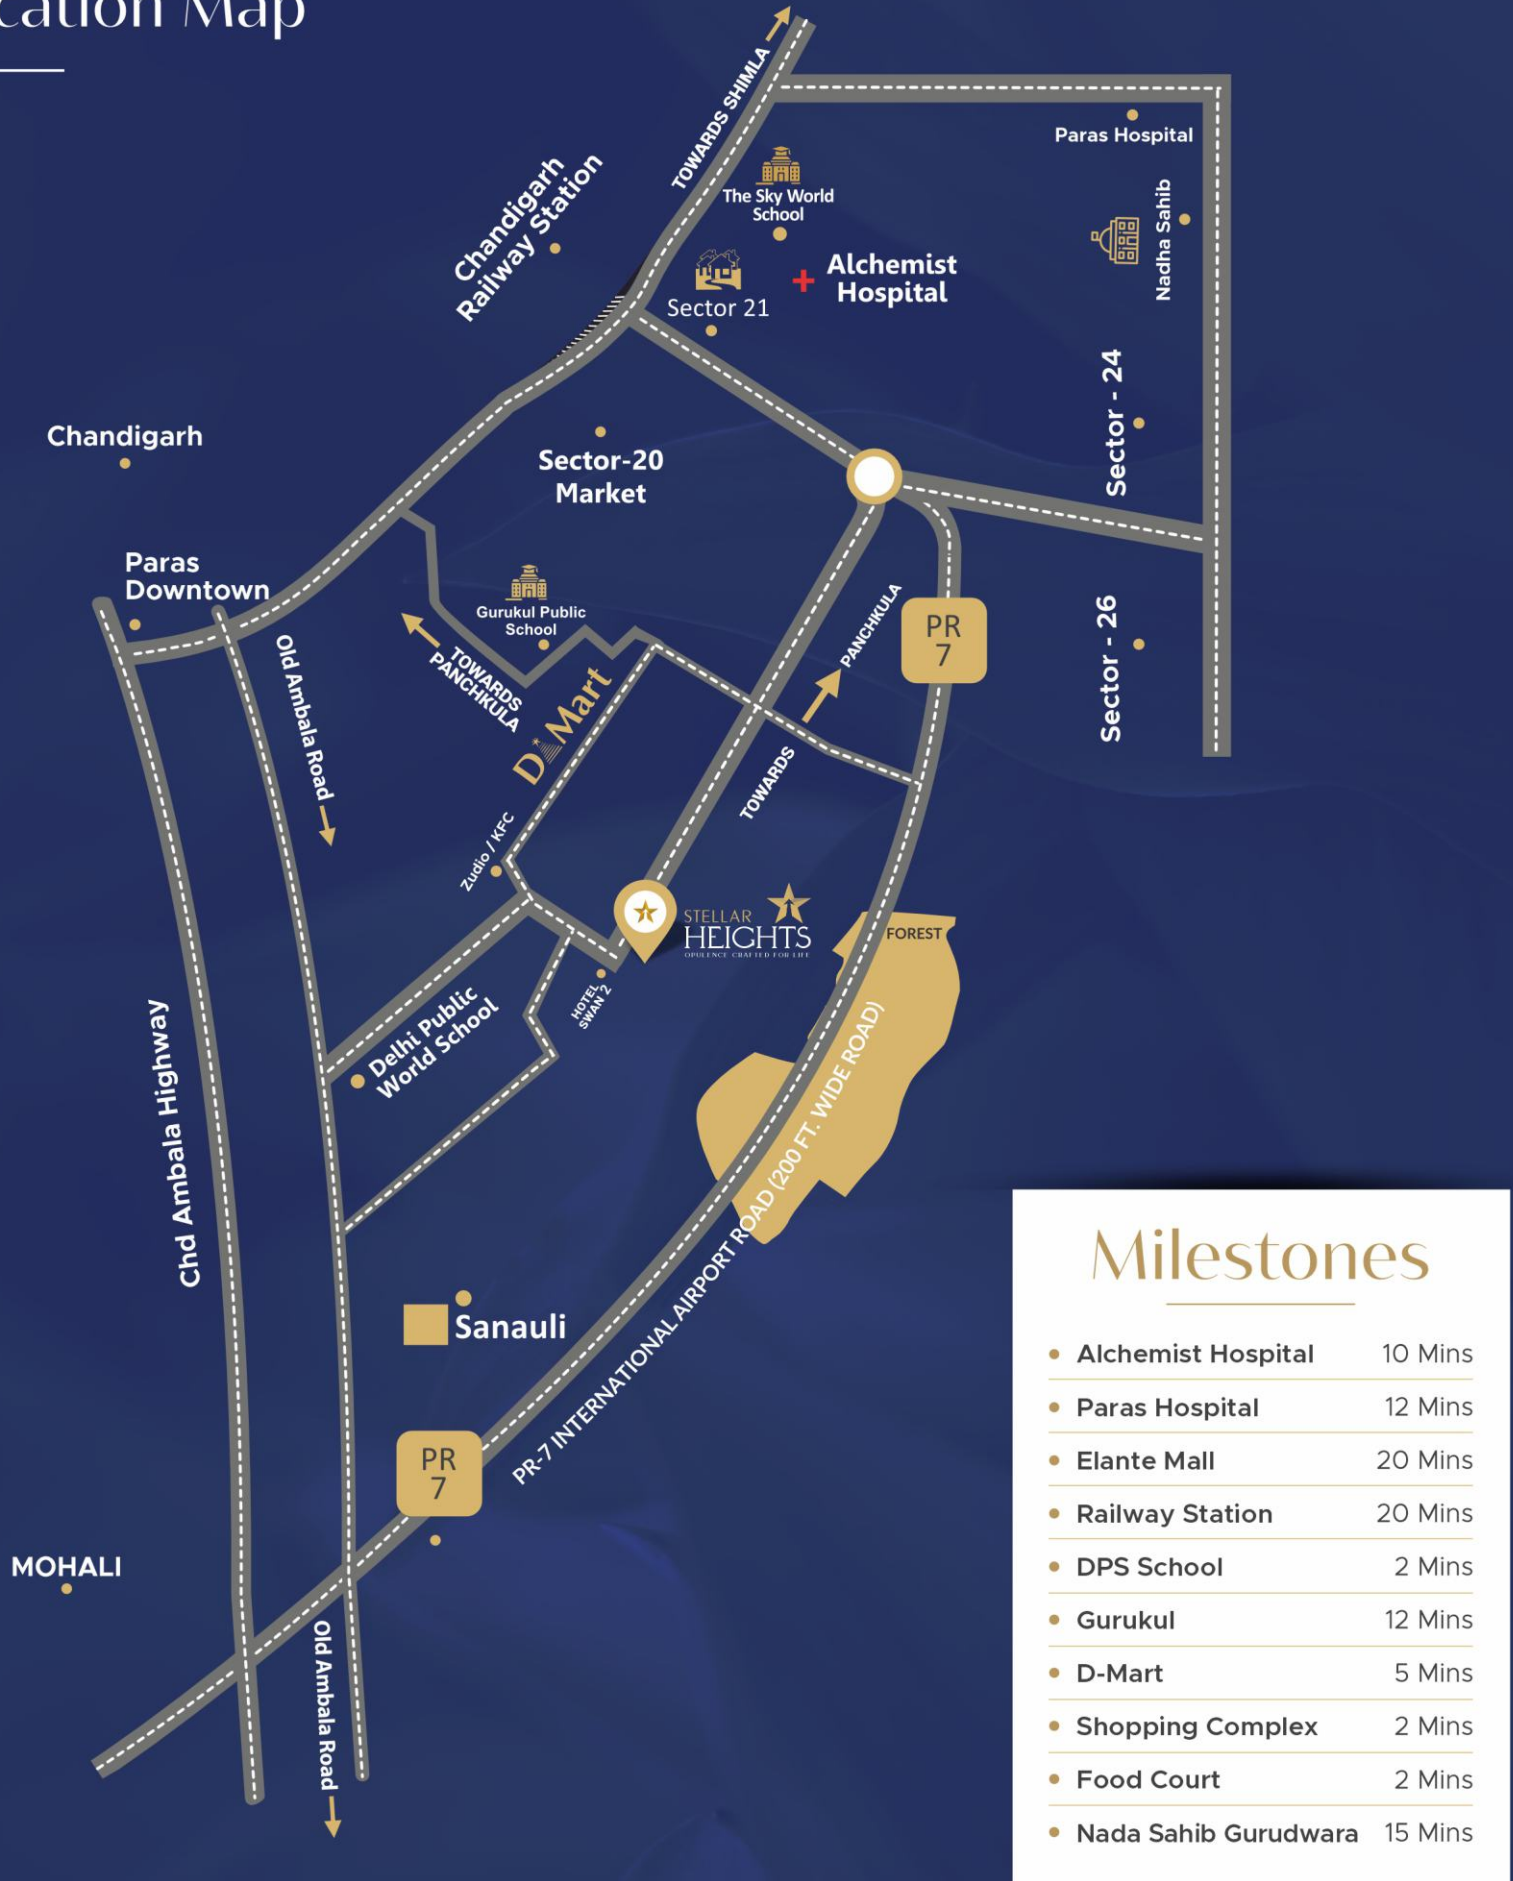 cation Map
TOWARDS SHIMLA
Paras Hospital
Chandigarh
Railway Station
The Sky World
School
Nadha Sahib
Alchemist
Hospital
Sector 21
Sector - 24
Chandigarh
Sector-20
Market
Paras
Downtown
Gurukul Public
School
PANCHKULA
PR
7
Sector - 26
Old Ambala Road
TOWARDS
PANCHKULA
D Mart
TOWARDS
Zudio / KFC
STELLAR
HEIGHTS
OPULENCE CRAFTED FOR LIFE
FOREST
HOTEL
SWAN 2
Delhi Public
World School
Chd Ambala Highway
PR-7 INTERNATIONAL AIRPORT ROAD (200 FT. WIDE ROAD)
Sanauli
PR
7
MOHALI
Old Ambala Road
Milestones
Alchemist Hospital 10 Mins
Paras Hospital 12 Mins
Elante Mall 20 Mins
Railway Station 20 Mins
DPS School 2 Mins
Gurukul 12 Mins
D-Mart 5 Mins
Shopping Complex 2 Mins
Food Court 2 Mins
Nada Sahib Gurudwara 15 Mins